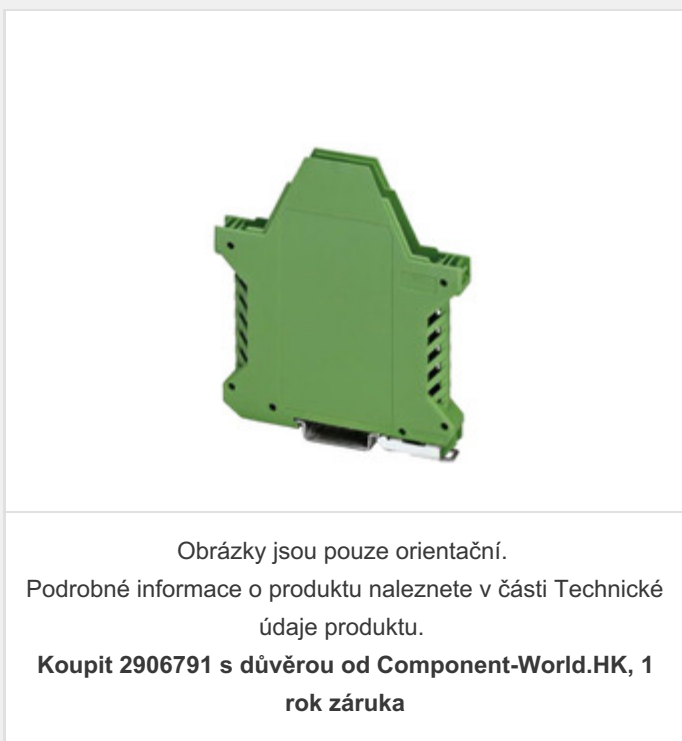 Obrázky jsou pouze orientační.
Podrobné informace o produktu naleznete v části Technické
údaje produktu.
Koupit 2906791 s důvěrou od Component-World.HK, 1
rok záruka